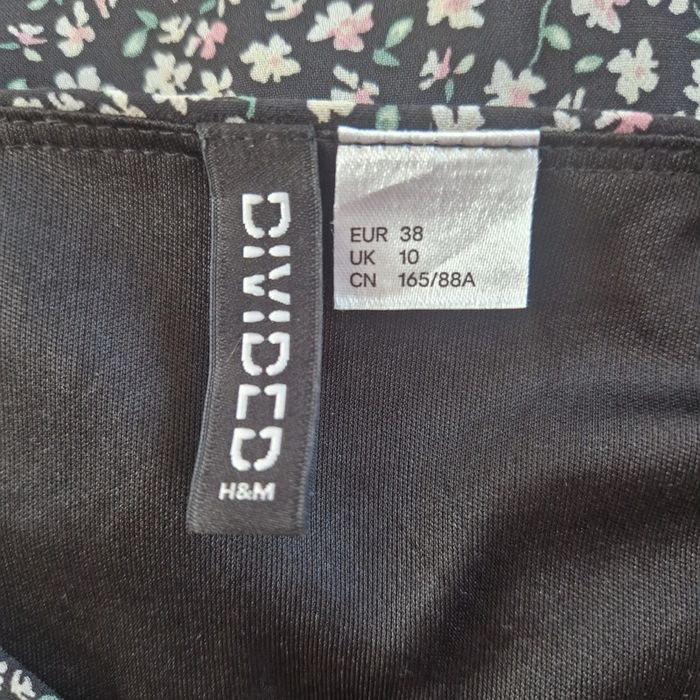 DIVIDED
H&M
EUR 38
UK 10
CN 165/88A